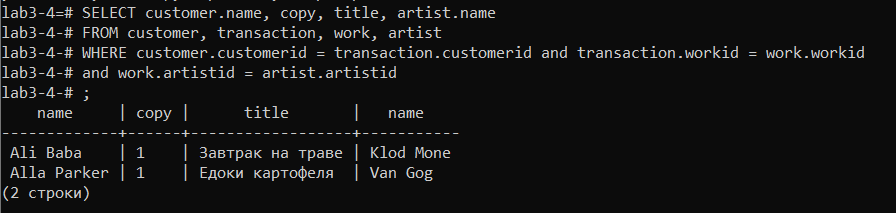 lab3-4=# SELECT customer.name, copy, title, artist.name
lab3-4-# FROM customer, transaction, work, artist
lab3-4-# WHERE customer.customerid = transaction.customerid and transaction.workid = work.workid
lab3-4-# and work.artistid = artist.artistid
lab3-4-# ;
    name     | copy |      title       |   name
-------------+------+------------------+-----------
 Ali Baba    | 1    | Завтрак на траве | Klod Mone
 Alla Parker | 1    | Едоки картофеля  | Van Gog
(2 строки)